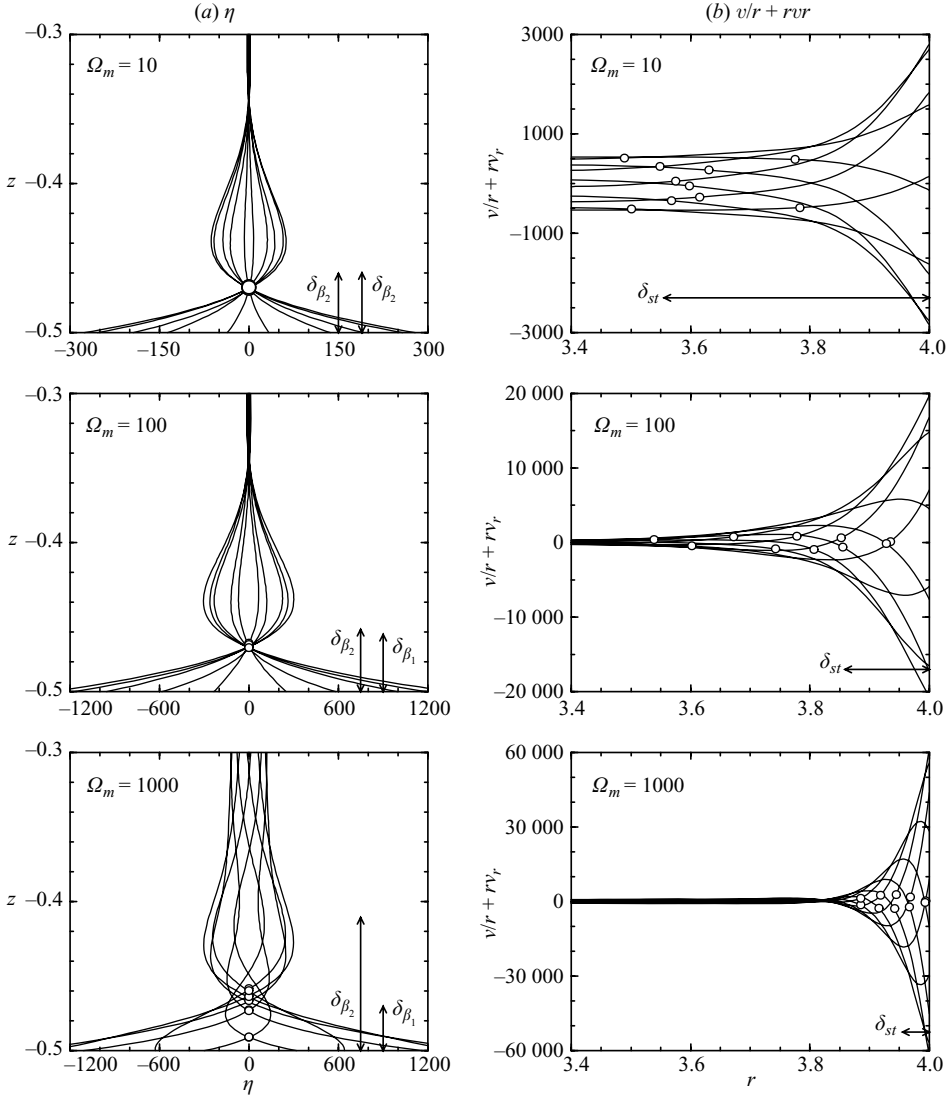 (a) η
(b) v/r + rvr
−0.3
−0.4
−0.5
z
Ω_m = 10
δ_β₂
δ_β₂
−300
−150
0
150
300
3000
1000
−1000
−3000
v/r + rv_r
Ω_m = 10
δ_st
3.4
3.6
3.8
4.0
−0.3
−0.4
−0.5
z
Ω_m = 100
δ_β₂
δ_β₁
−1200
−600
0
600
1200
20 000
10 000
0
−10 000
−20 000
v/r + rv_r
Ω_m = 100
δ_st
3.4
3.6
3.8
4.0
−0.3
−0.4
−0.5
z
Ω_m = 1000
δ_β₂
δ_β₁
−1200
−600
0
600
1200
η
60 000
30 000
0
−30 000
−60 000
v/r + rv_r
Ω_m = 1000
δ_st
3.4
3.6
3.8
4.0
r